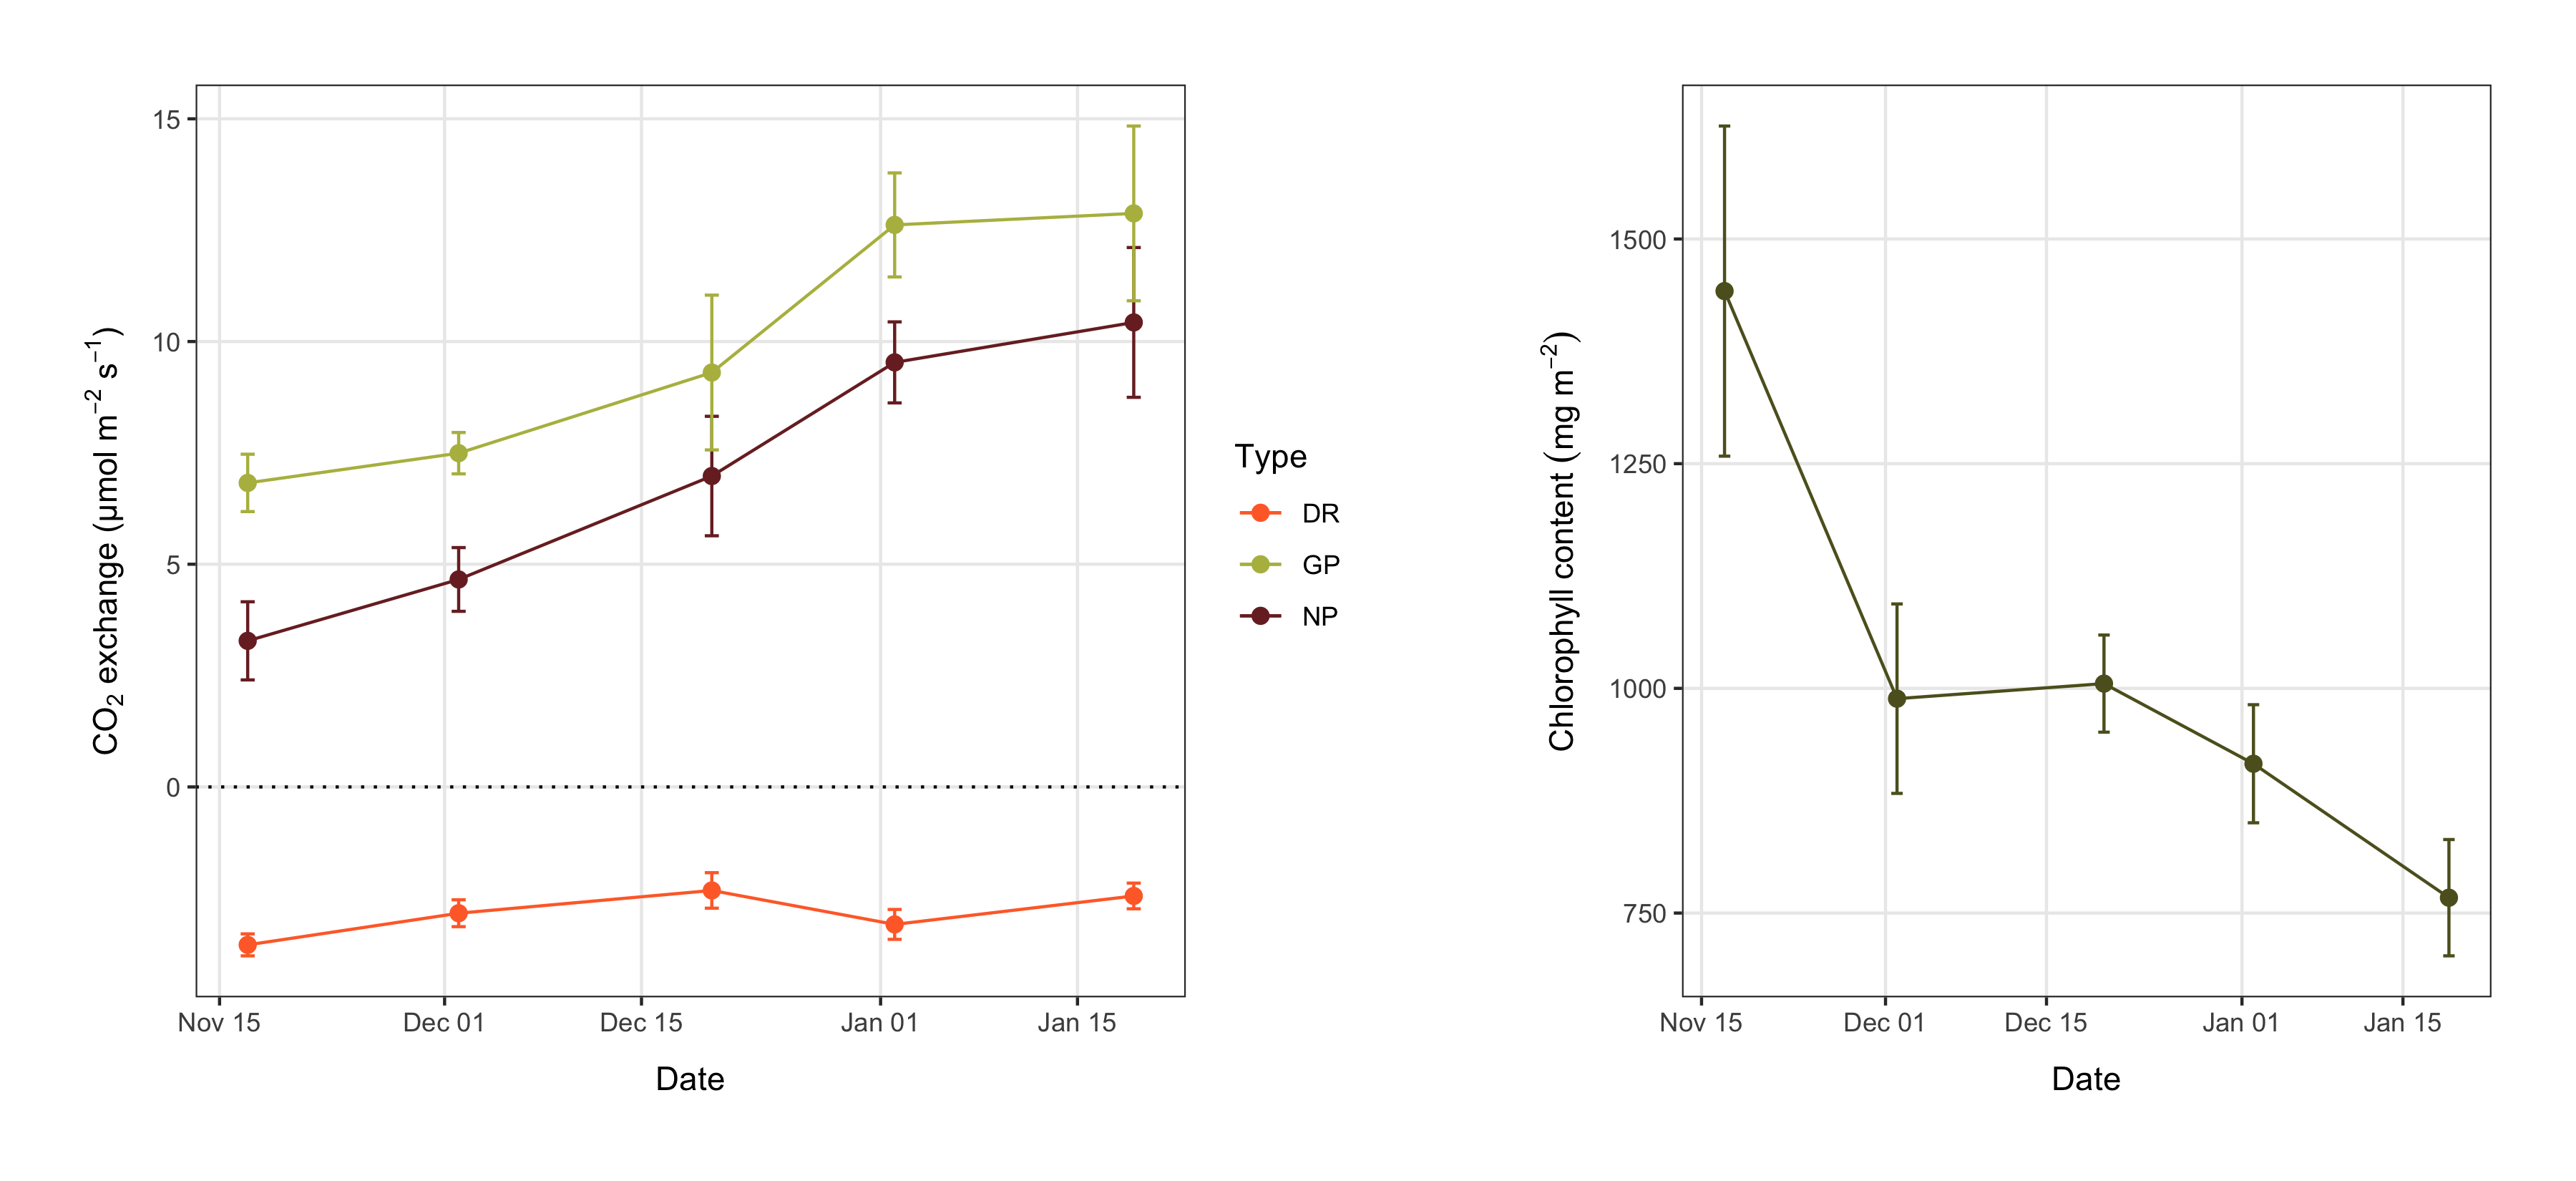 CO₂ exchange (μmol m⁻² s⁻¹)
15
10
5
0
Nov 15 Dec 01 Dec 15 Jan 01 Jan 15
Date
Type
DR
GP
NP
Chlorophyll content (mg m⁻²)
1500
1250
1000
750
Nov 15 Dec 01 Dec 15 Jan 01 Jan 15
Date